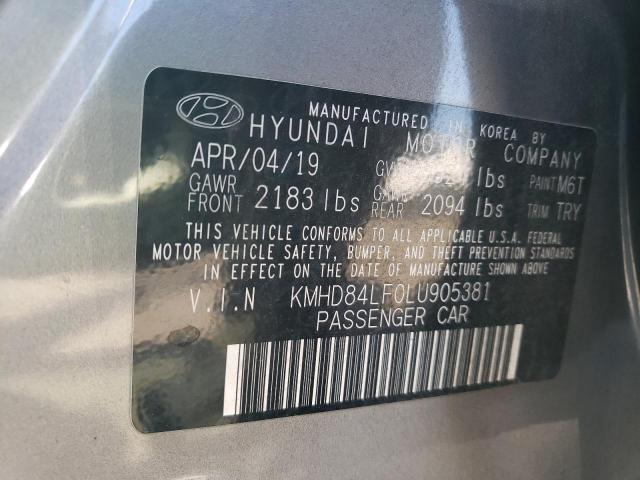 MANUFACTURED IN KOREA BY
HYUNDAI MOTOR COMPANY
APR/04/19 lbs PAINT M6T
GAWR FRONT 2183 lbs REAR 2094 lbs TRIM TRY
THIS VEHICLE CONFORMS TO ALL APPLICABLE U.S.A. FEDERAL
MOTOR VEHICLE SAFETY, BUMPER, AND THEFT PREVENTION STANDARDS
IN EFFECT ON THE DATE OF MANUFACTURE SHOWN ABOVE
V.I.N KMHD84LF0LU905381
PASSENGER CAR